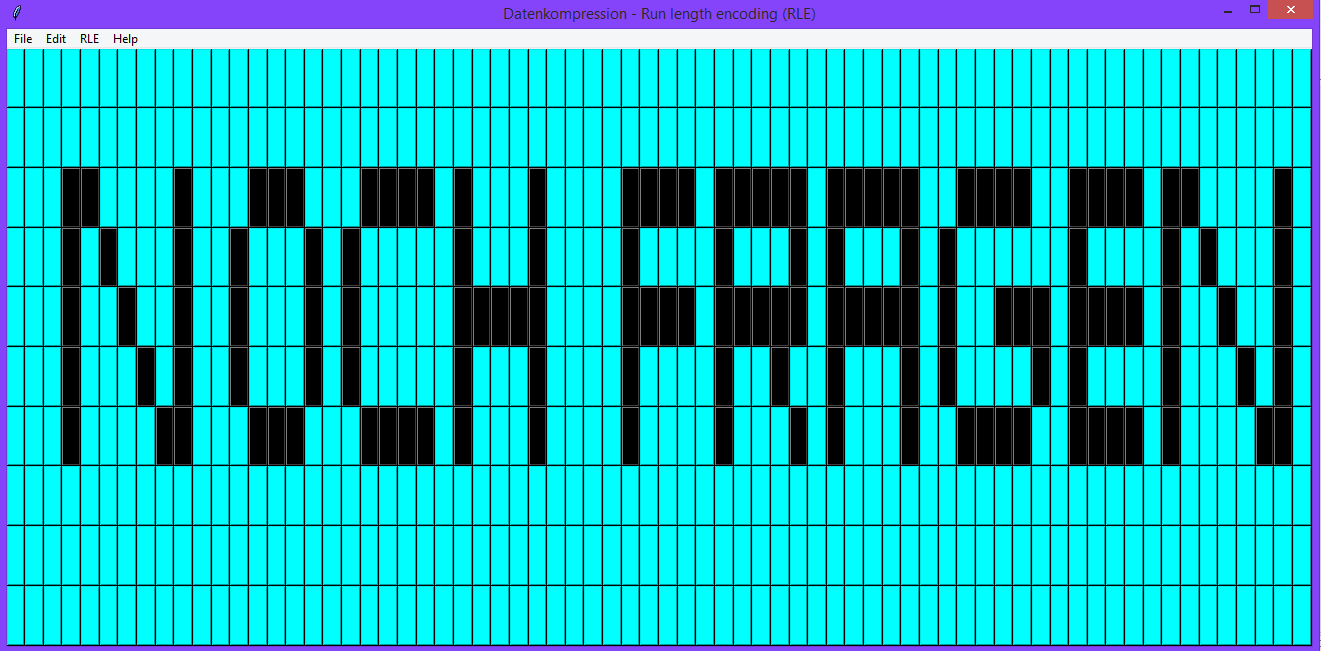 Datenkompression - Run length encoding (RLE)
File Edit RLE Help
NOCH FRAGEN